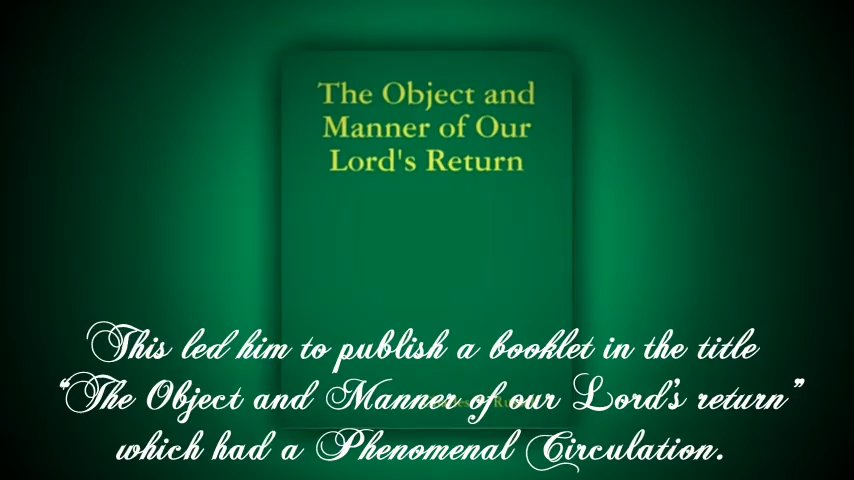 The Object and
Manner of Our
Lord's Return
This led him to publish a booklet in the title
“The Object and Manner of our Lord's return”
which had a Phenomenal Circulation.